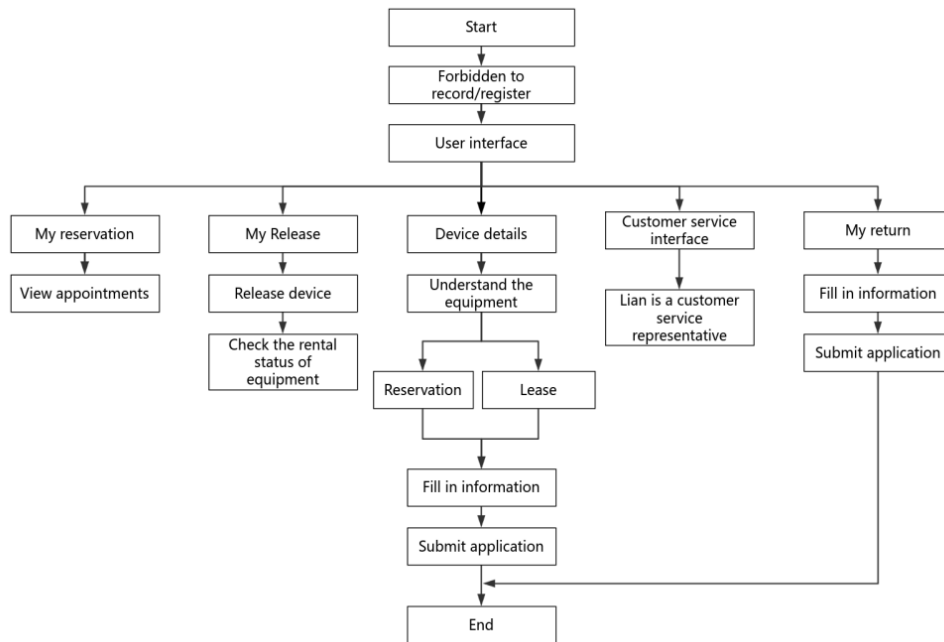 Start
Forbidden to
record/register
User interface
My reservation
My Release
Device details
Customer service
interface
My return
View appointments
Release device
Understand the
equipment
Lian is a customer
service
representative
Fill in information
Check the rental
status of
equipment
Submit application
Reservation
Lease
Fill in information
Submit application
End